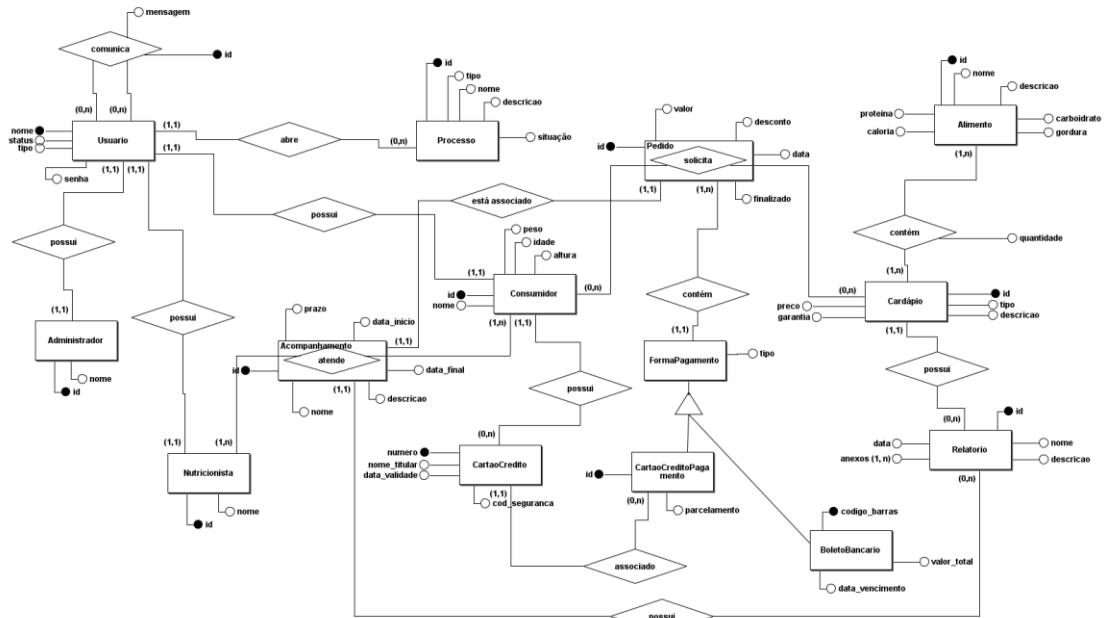 mensagem
comunica
id
(0,n)
(0,n)
nome
status
tipo
Usuario
senha
(1,1)
(1,1)
(1,1)
(1,1)
abre
(0,n)
id
tipo
nome
descricao
situação
Processo
valor
desconto
id
Pedido
solicita
data
(1,1)
(1,n)
finalizado
id
nome
descricao
proteina
caloria
Alimento
carboidrato
gordura
(1,n)
contém
quantidade
(1,n)
está associado
possui
possui
(1,1)
Administrador
nome
id
possui
(1,1)
(1,n)
Nutricionista
nome
id
peso
idade
altura
(1,1)
id
nome
Consumidor
(0,n)
(1,n)
(1,1)
prazo
data_inicio
(1,1)
Acompanhamento
atende
id
data_final
(1,1)
nome
descricao
possui
(0,n)
numero
nome_titular
data_validade
CartaoCredito
(1,1)
cod_seguranca
contém
(1,1)
FormaPagamento
tipo
id
CartaoCreditoPaga
mento
(0,n)
parcelamento
associado
codigo_barras
BoletoBancario
valor_total
data_vencimento
(0,n)
preco
garantia
Cardápio
id
tipo
descricao
(1,1)
possui
(0,n)
id
data
anexos (1, n)
Relatorio
nome
descricao
(0,n)
possui